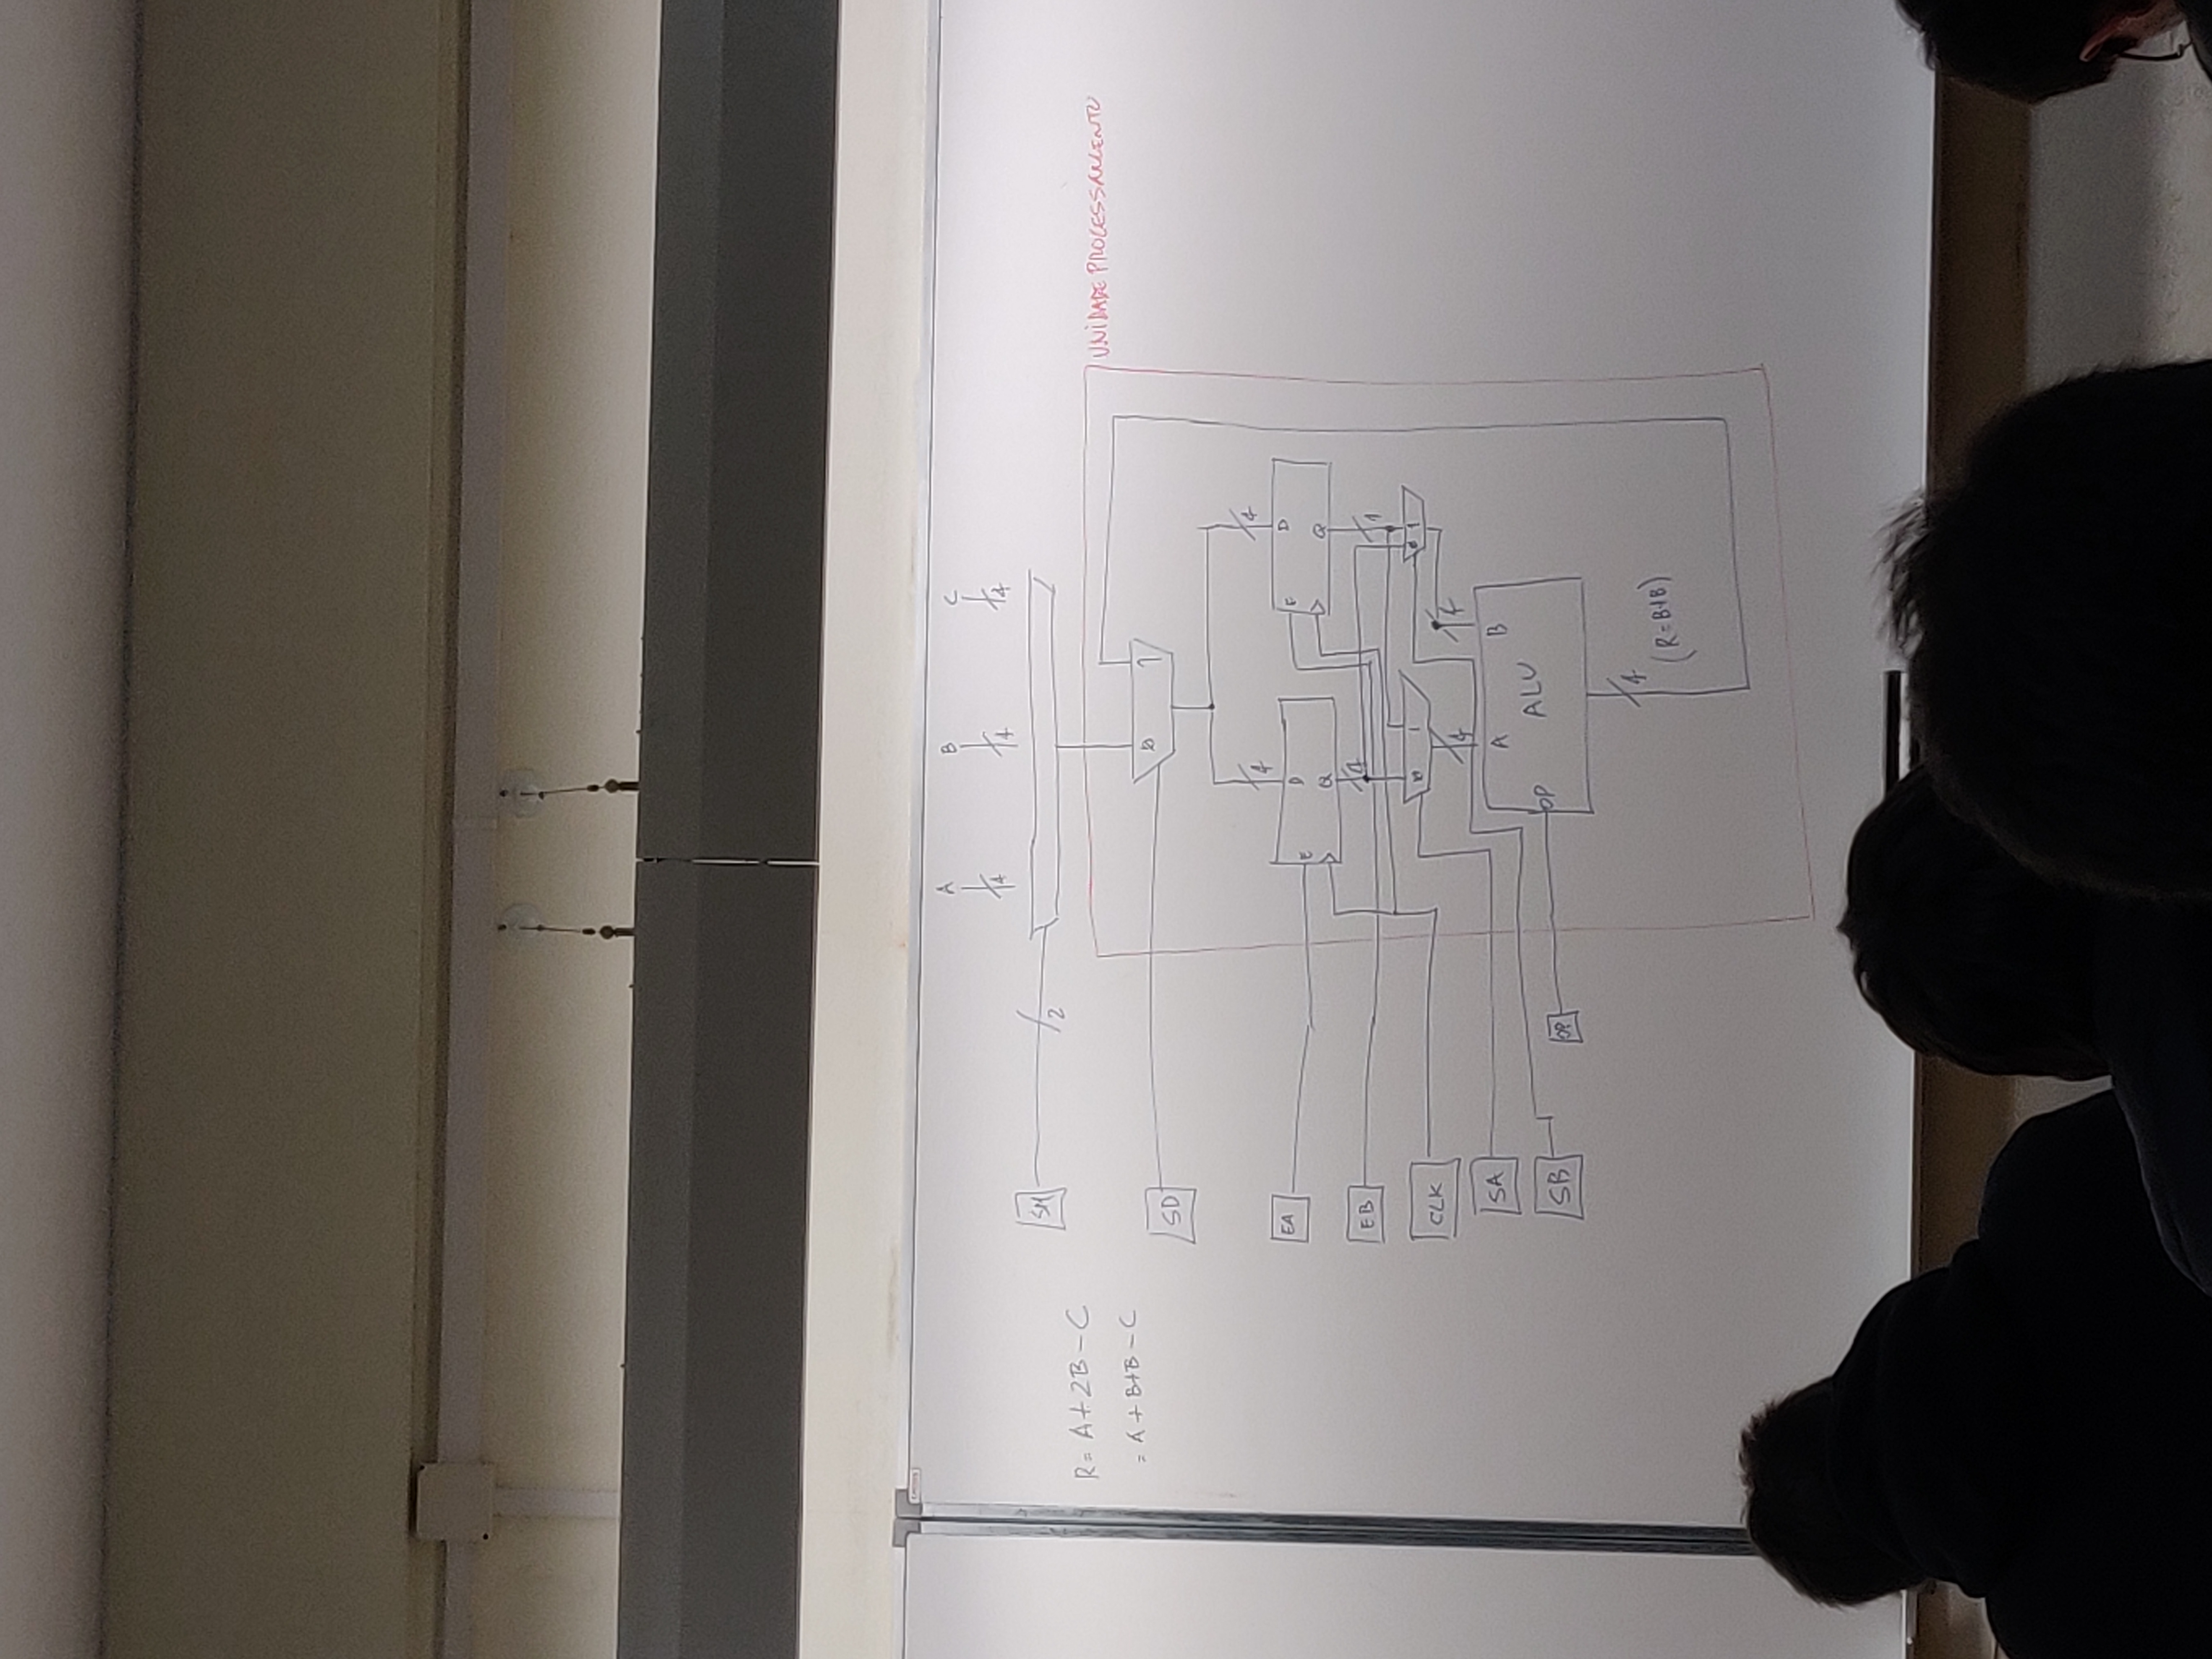 A B C
4 4 4
SM 2
R = A + 2B - C
= A + B + B - C
UNIDADE PROCESSAMENTO
0 1
SD
4 4
EA E D E D
Q Q
EB 4 1
0 1 0 1
CLK
4 4
SA A B
ALU
SB OP OP
4
(R = B+B)